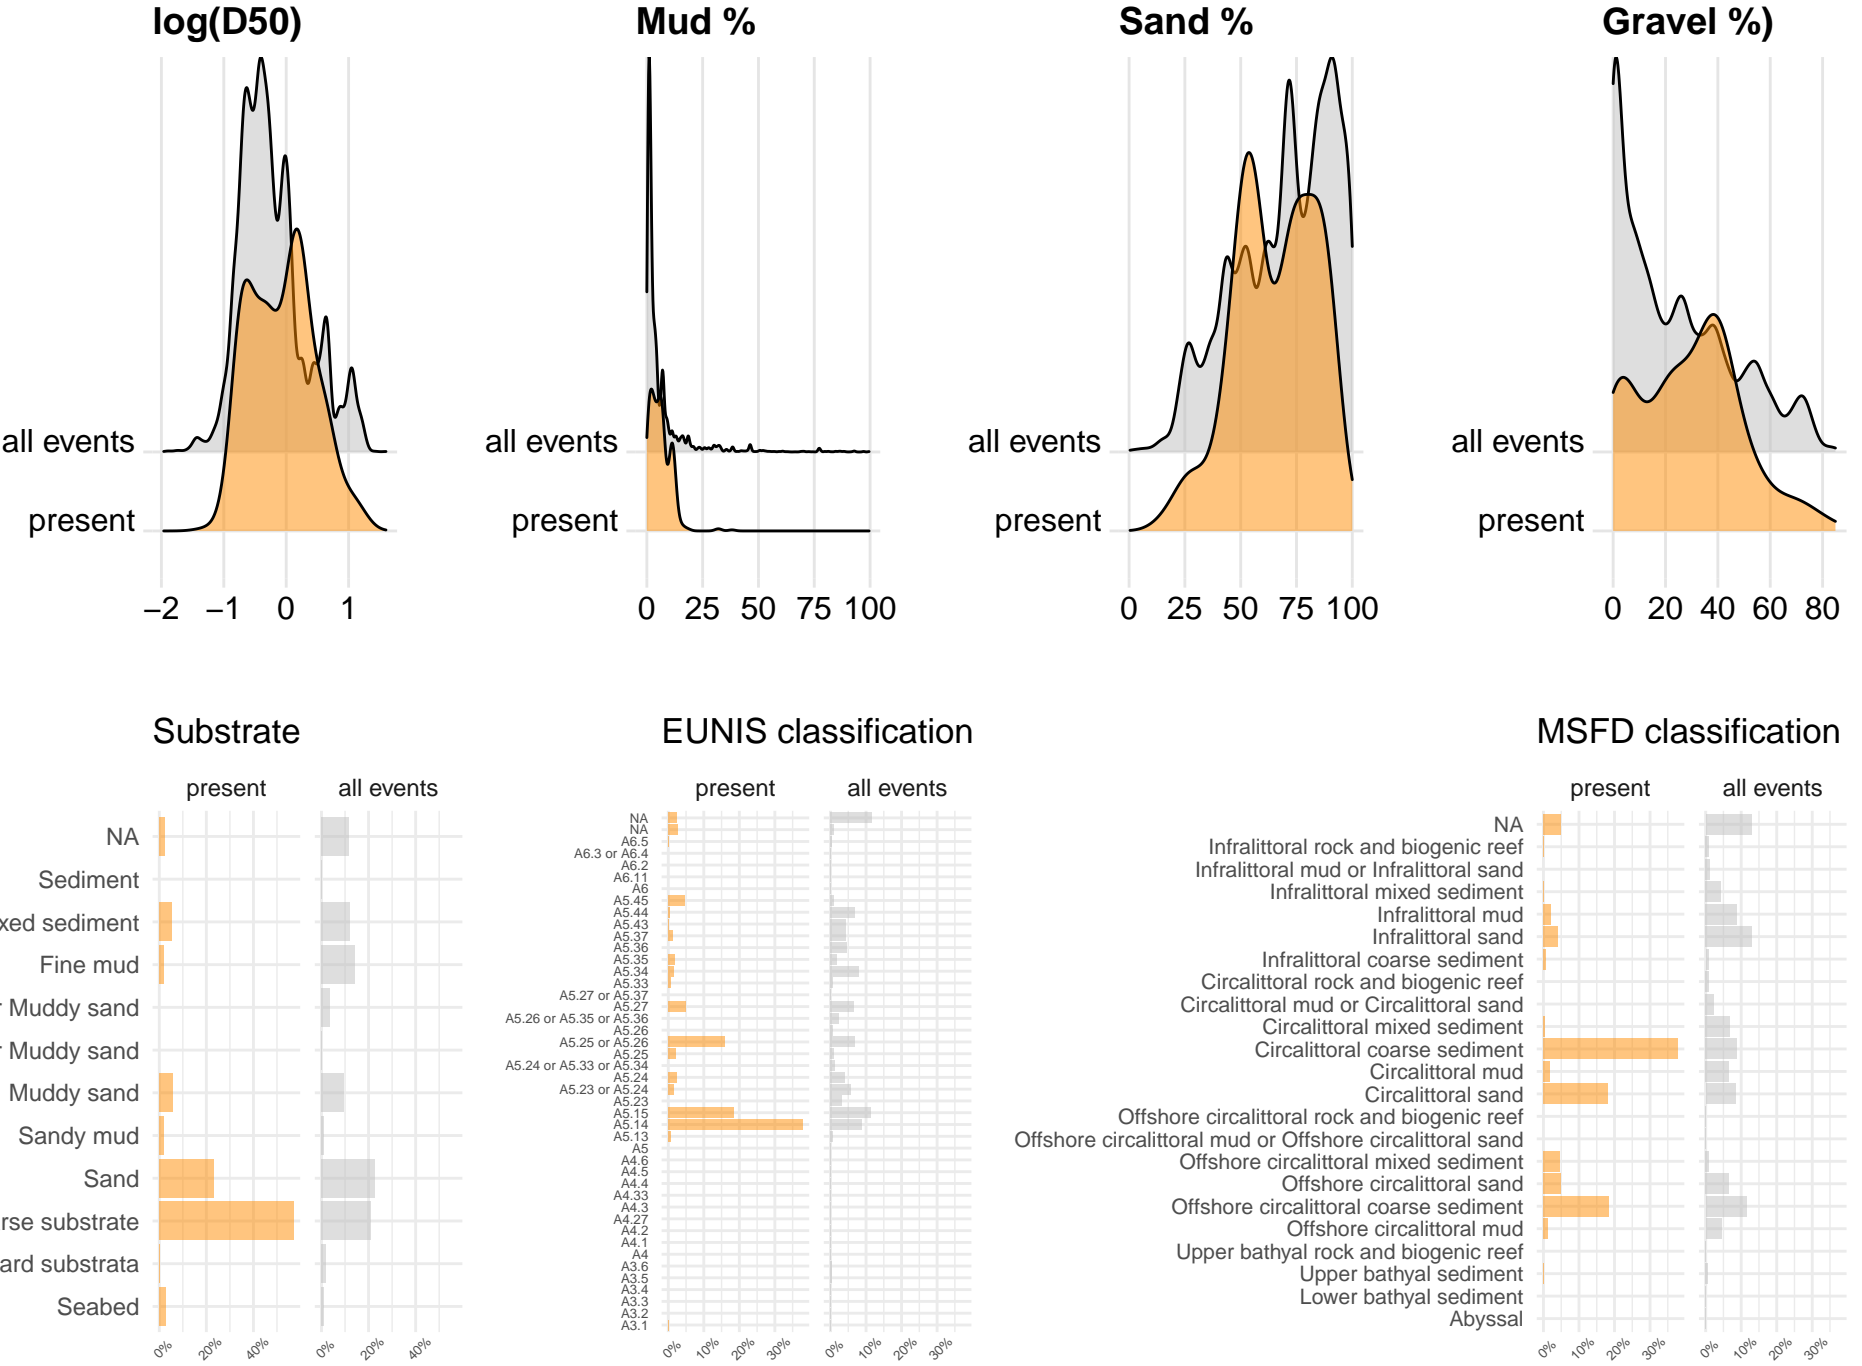 log(D50)
Mud %
Sand %
Gravel %)
all events
present
−2 −1 0 1
all events
present
0 25 50 75 100
all events
present
0 25 50 75 100
all events
present
0 20 40 60 80
Substrate
present all events
NA
Sediment
xed sediment
Fine mud
r Muddy sand
r Muddy sand
Muddy sand
Sandy mud
Sand
rse substrate
ard substrata
Seabed
0% 20% 40% 0% 20% 40%
EUNIS classification
present all events
NA
NA
A6.5
A6.3 or A6.4
A6.2
A6.11
A6
A5.45
A5.44
A5.43
A5.37
A5.36
A5.35
A5.34
A5.33
A5.27 or A5.37
A5.27
A5.26 or A5.35 or A5.36
A5.26
A5.25 or A5.26
A5.25
A5.24 or A5.33 or A5.34
A5.24
A5.23 or A5.24
A5.23
A5.15
A5.14
A5.13
A5
A4.6
A4.5
A4.4
A4.33
A4.3
A4.27
A4.2
A4.1
A4
A3.6
A3.5
A3.4
A3.3
A3.2
A3.1
0% 10% 20% 30% 0% 10% 20% 30%
MSFD classification
present all events
NA
Infralittoral rock and biogenic reef
Infralittoral mud or Infralittoral sand
Infralittoral mixed sediment
Infralittoral mud
Infralittoral sand
Infralittoral coarse sediment
Circalittoral rock and biogenic reef
Circalittoral mud or Circalittoral sand
Circalittoral mixed sediment
Circalittoral coarse sediment
Circalittoral mud
Circalittoral sand
Offshore circalittoral rock and biogenic reef
Offshore circalittoral mud or Offshore circalittoral sand
Offshore circalittoral mixed sediment
Offshore circalittoral sand
Offshore circalittoral coarse sediment
Offshore circalittoral mud
Upper bathyal rock and biogenic reef
Upper bathyal sediment
Lower bathyal sediment
Abyssal
0% 10% 20% 30% 0% 10% 20% 30%